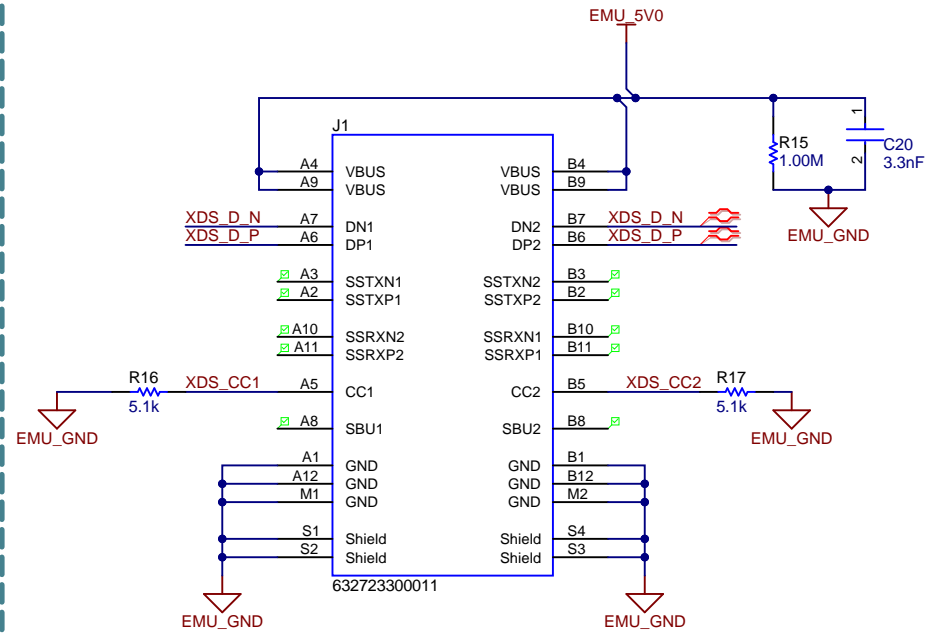 EMU_5V0
J1
A4 VBUS VBUS B4
A9 VBUS VBUS B9
1
R15
1.00M
C20
3.3nF
2
EMU_GND
XDS_D_N A7 DN1 DN2 B7 XDS_D_N
XDS_D_P A6 DP1 DP2 B6 XDS_D_P
A3 SSTXN1 SSTXN2 B3
A2 SSTXP1 SSTXP2 B2
A10 SSRXN2 SSRXN1 B10
A11 SSRXP2 SSRXP1 B11
R16 XDS_CC1 A5 CC1 CC2 B5 XDS_CC2 R17
5.1k 5.1k
EMU_GND EMU_GND
A8 SBU1 SBU2 B8
A1 GND GND B1
A12 GND GND B12
M1 GND GND M2
S1 Shield Shield S4
S2 Shield Shield S3
632723300011
EMU_GND EMU_GND